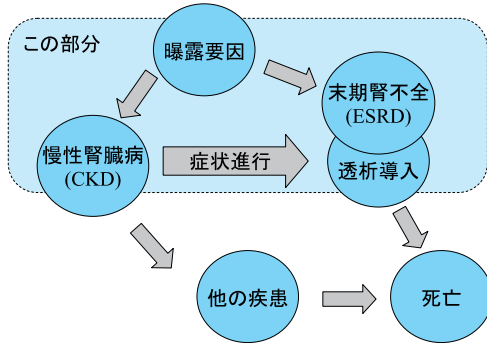 この部分
曝露要因
末期腎不全
(ESRD)
慢性腎臓病
(CKD)
症状進行
透析導入
他の疾患
死亡